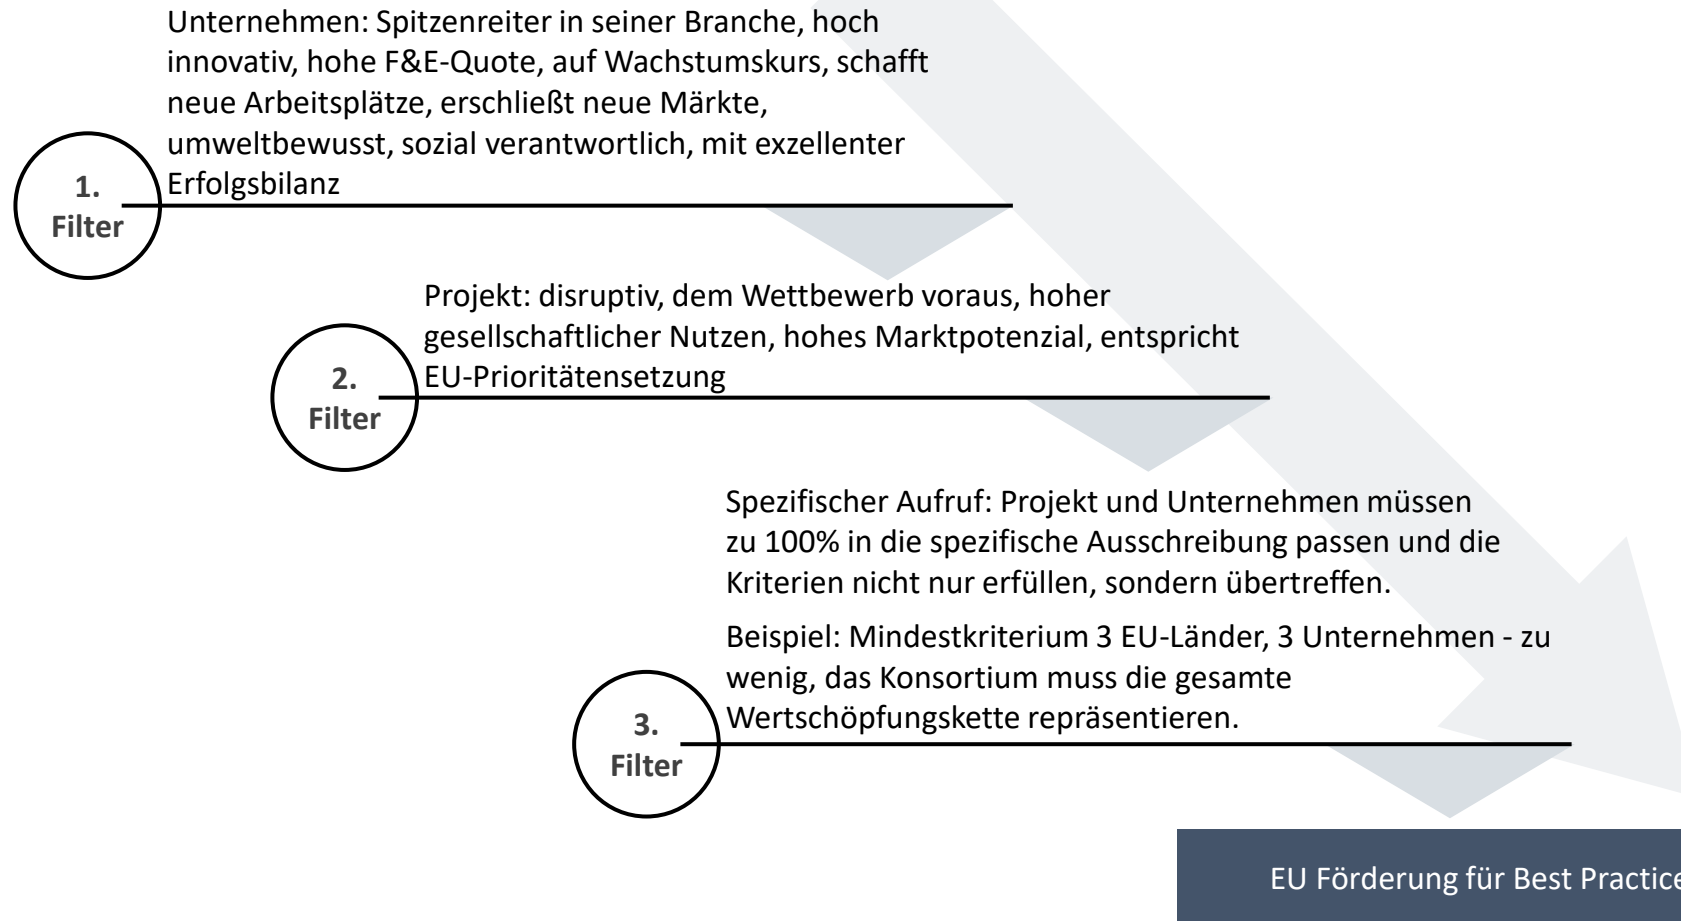 Unternehmen: Spitzenreiter in seiner Branche, hoch
innovativ, hohe F&E-Quote, auf Wachstumskurs, schafft
neue Arbeitsplätze, erschließt neue Märkte,
umweltbewusst, sozial verantwortlich, mit exzellenter
Erfolgsbilanz
1.
Filter
Projekt: disruptiv, dem Wettbewerb voraus, hoher
gesellschaftlicher Nutzen, hohes Marktpotenzial, entspricht
EU-Prioritätensetzung
2.
Filter
Spezifischer Aufruf: Projekt und Unternehmen müssen
zu 100% in die spezifische Ausschreibung passen und die
Kriterien nicht nur erfüllen, sondern übertreffen.
Beispiel: Mindestkriterium 3 EU-Länder, 3 Unternehmen - zu
wenig, das Konsortium muss die gesamte
Wertschöpfungskette repräsentieren.
3.
Filter
EU Förderung für Best Practice